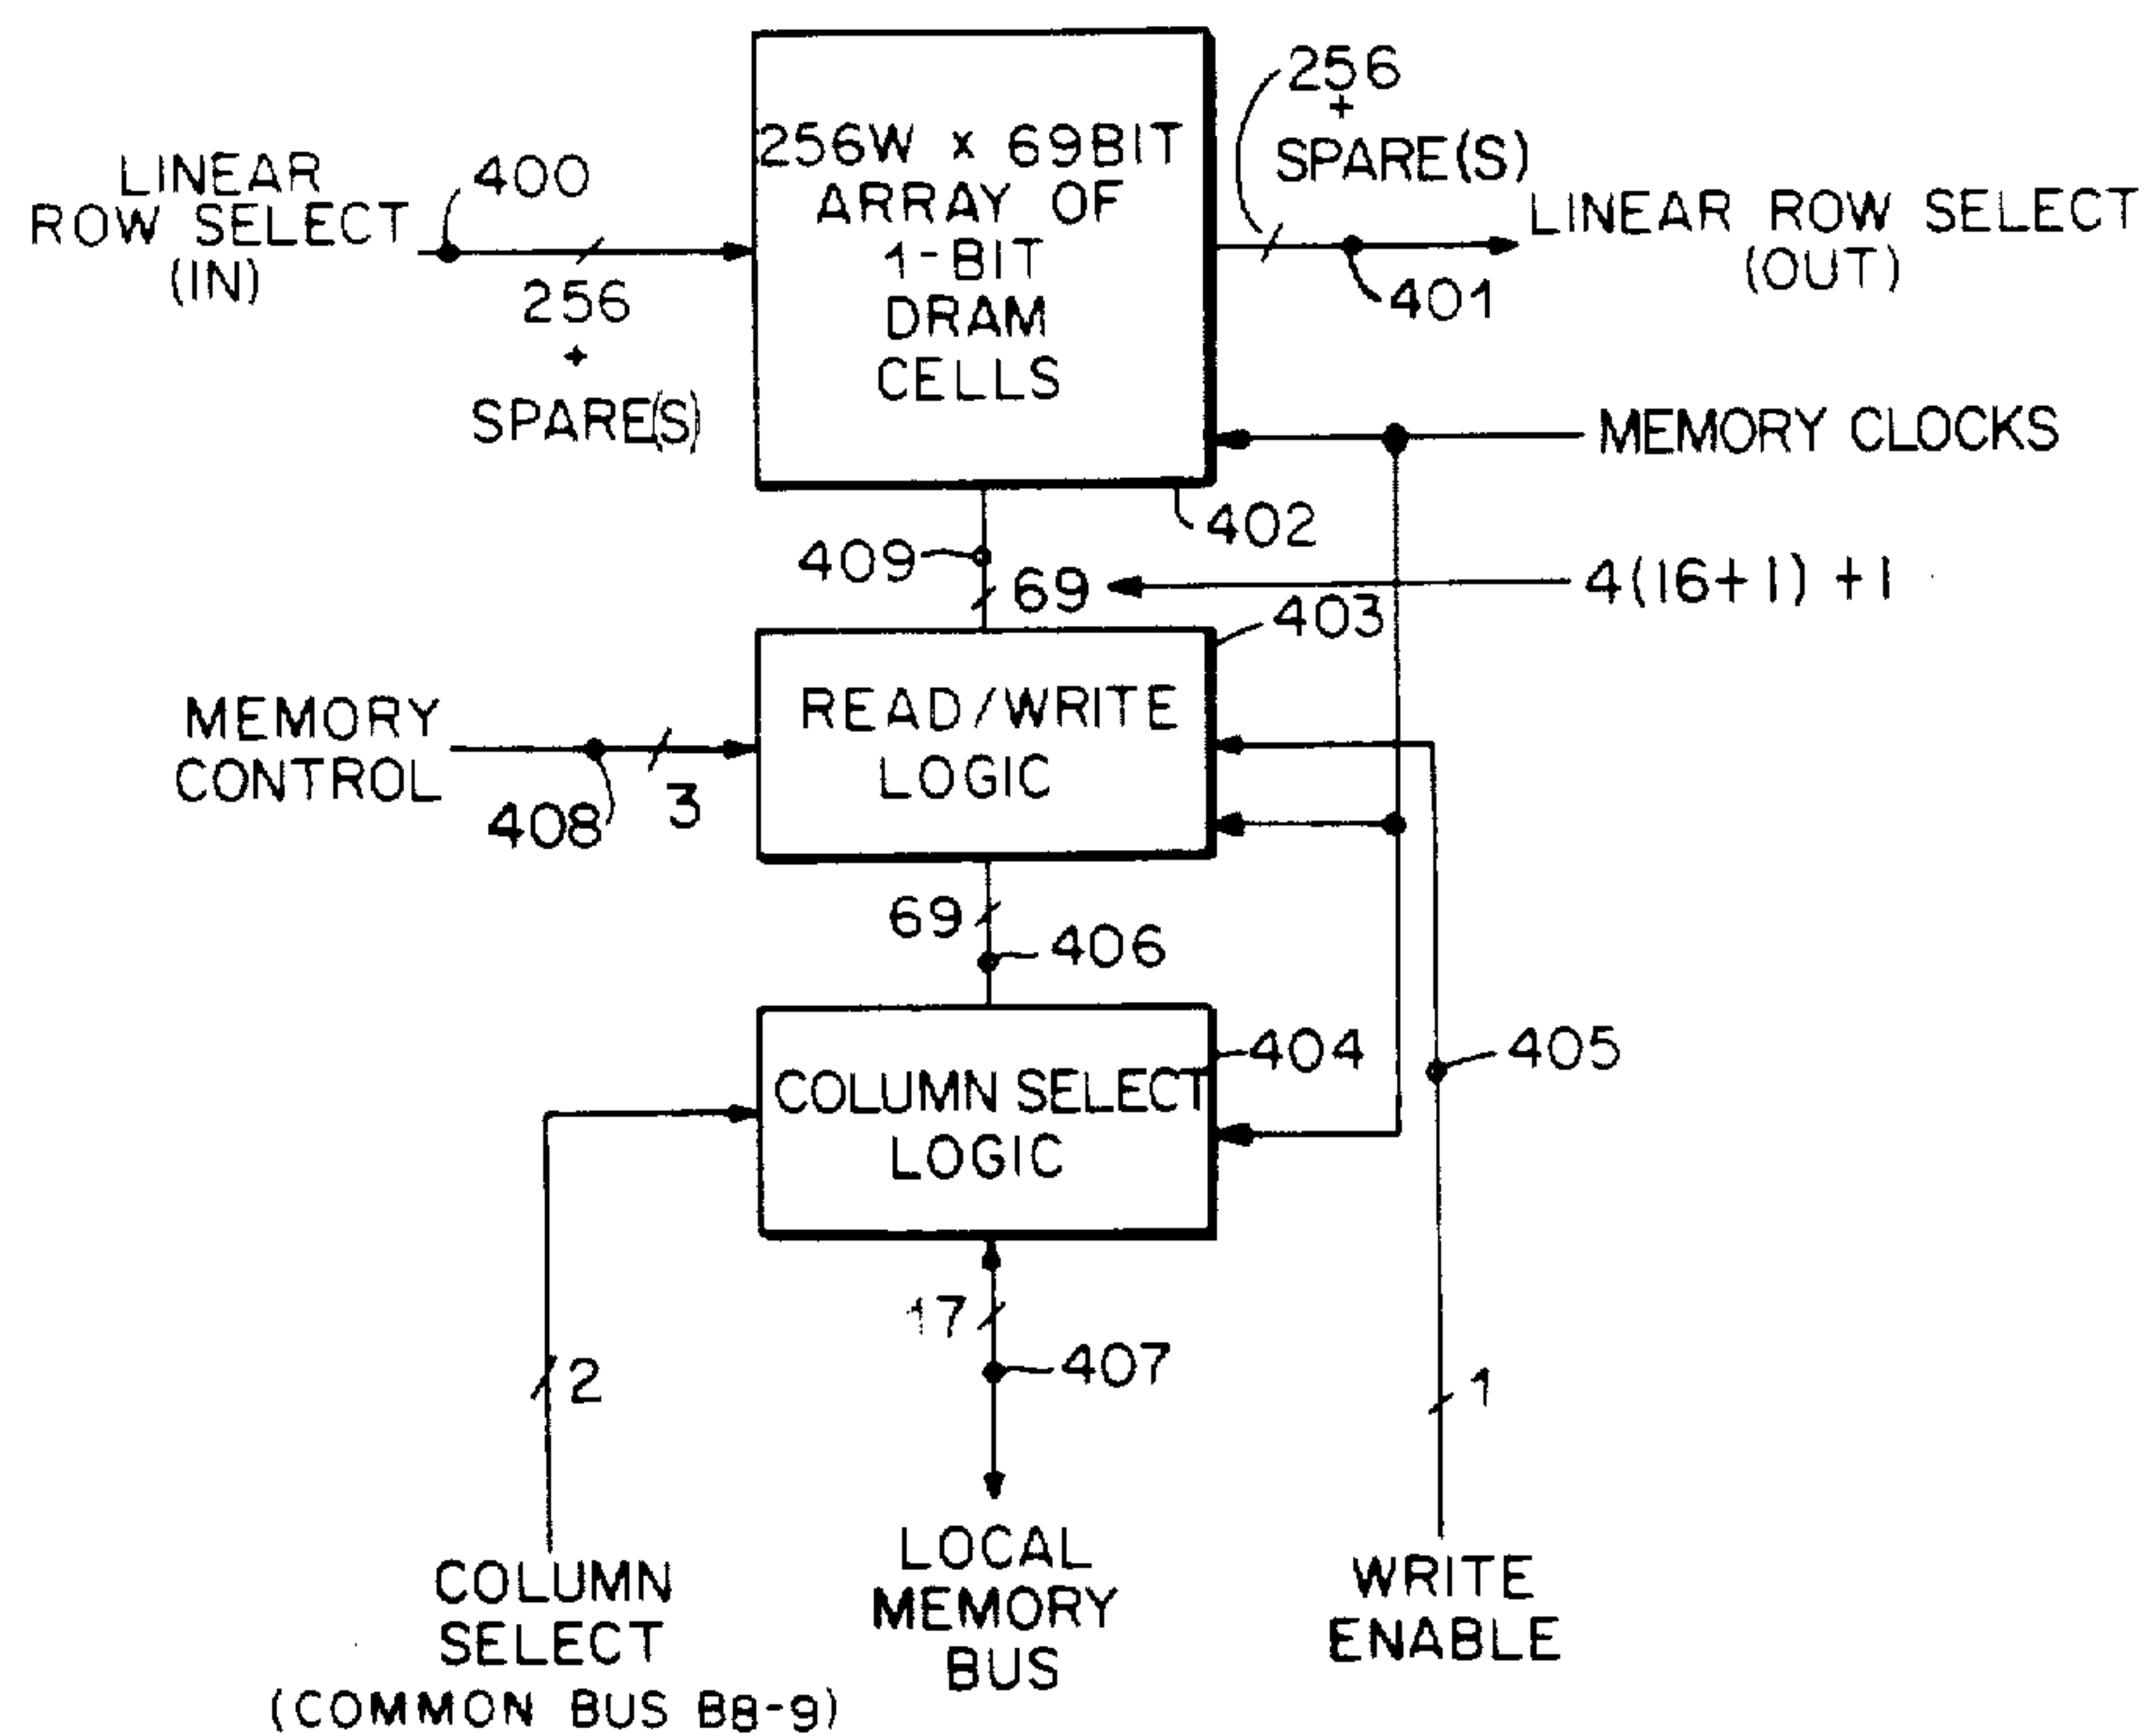 LINEAR
ROW SELECT
(IN)
400
256
+
SPARE(S)
256W x 69BIT
ARRAY OF
1-BIT
DRAM
CELLS
256
+
SPARE(S)
LINEAR ROW SELECT
(OUT)
401
MEMORY CLOCKS
402
409
69
4(16+1) +1
403
MEMORY
CONTROL
408
3
READ/WRITE
LOGIC
69
406
404
405
COLUMN SELECT
LOGIC
17
407
2
1
COLUMN
SELECT
(COMMON BUS B8-9)
LOCAL
MEMORY
BUS
WRITE
ENABLE